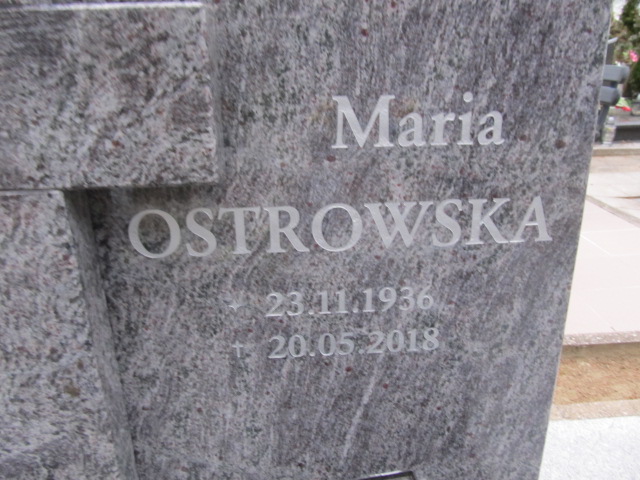 Maria
OSTROWSKA
* 23.11.1936
+ 20.05.2018